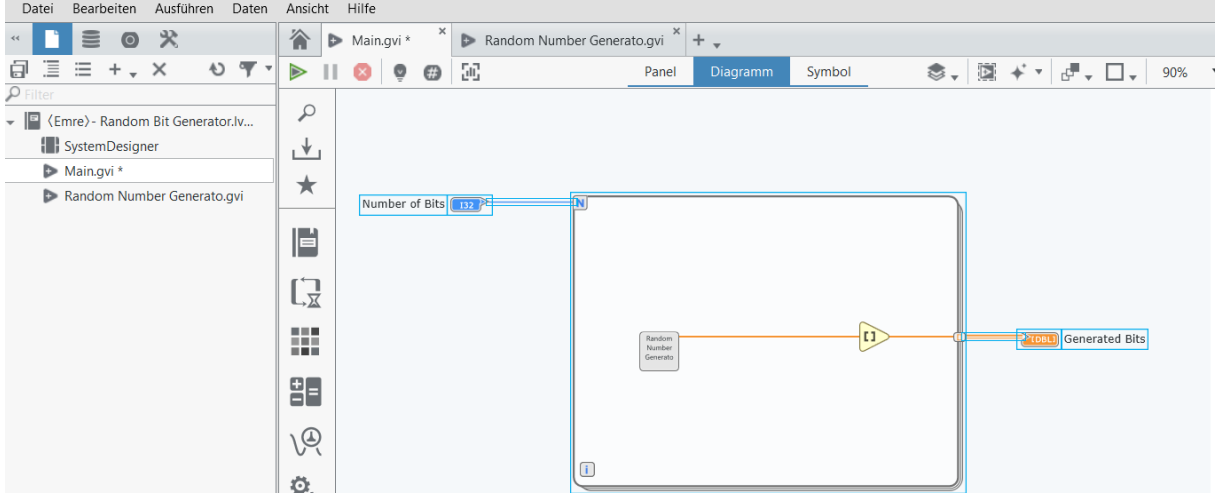 Datei Bearbeiten Ausführen Daten Ansicht Hilfe
Main.gvi * Random Number Generato.gvi
Panel Diagramm Symbol 90%
Filter
〈Emre〉- Random Bit Generator.lv...
SystemDesigner
Main.gvi *
Random Number Generato.gvi
Number of Bits I32 N
Random
Number
Generato
[DBL] Generated Bits
i